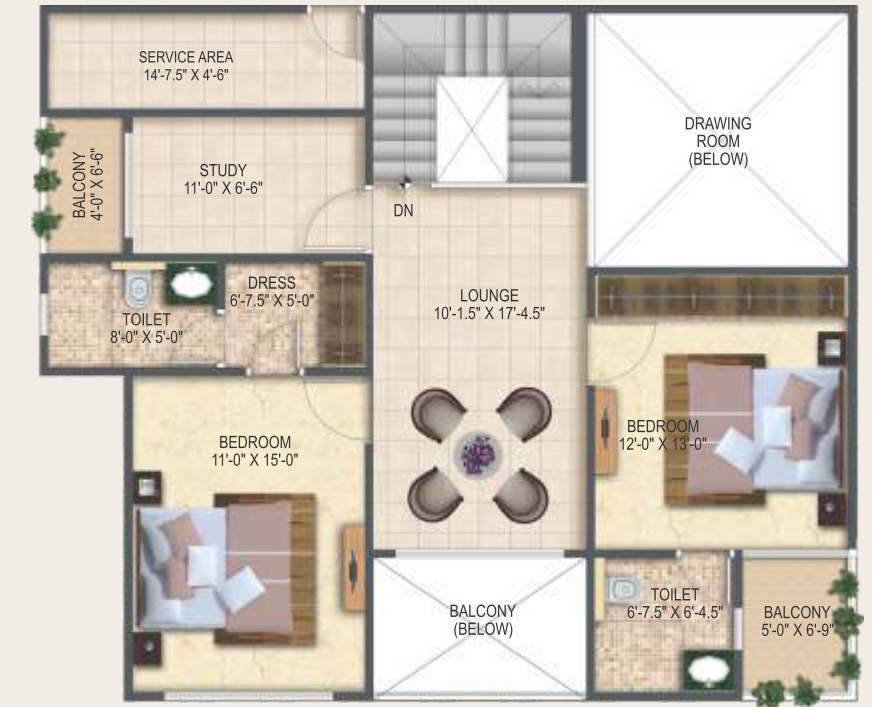 SERVICE AREA
14'-7.5" X 4'-6"
DRAWING
ROOM
(BELOW)
BALCONY
4'-0" X 6'-6"
STUDY
11'-0" X 6'-6"
DN
DRESS
6'-7.5" X 5'-0"
TOILET
8'-0" X 5'-0"
LOUNGE
10'-1.5" X 17'-4.5"
BEDROOM
12'-0" X 13'-0"
BEDROOM
11'-0" X 15'-0"
BALCONY
(BELOW)
TOILET
6'-7.5" X 6'-4.5"
BALCONY
5'-0" X 6'-9"